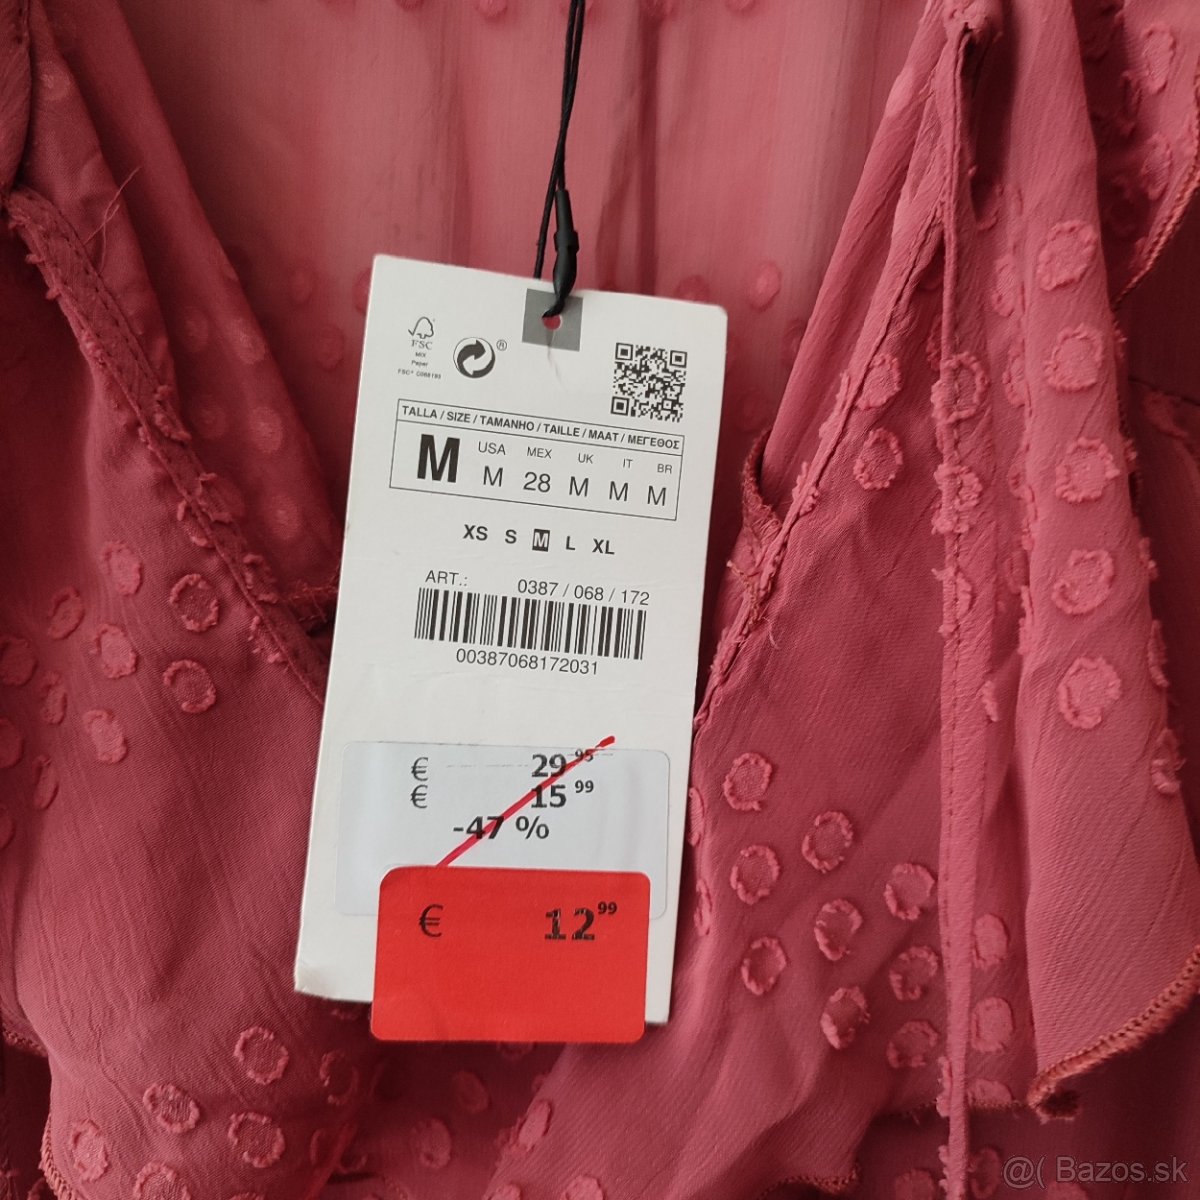 FSC
MIX
Paper
®
TALLA / SIZE / TAMANHO / TAILLE / MAAT / ΜΕΓΕΘΟΣ
M
USA MEX UK IT BR
M 28 M M M
XS S M L XL
ART.: 0387 / 068 / 172
00387068172031
€ 29 95
€ 15 99
-47 %
€ 12 99
@( Bazos.sk